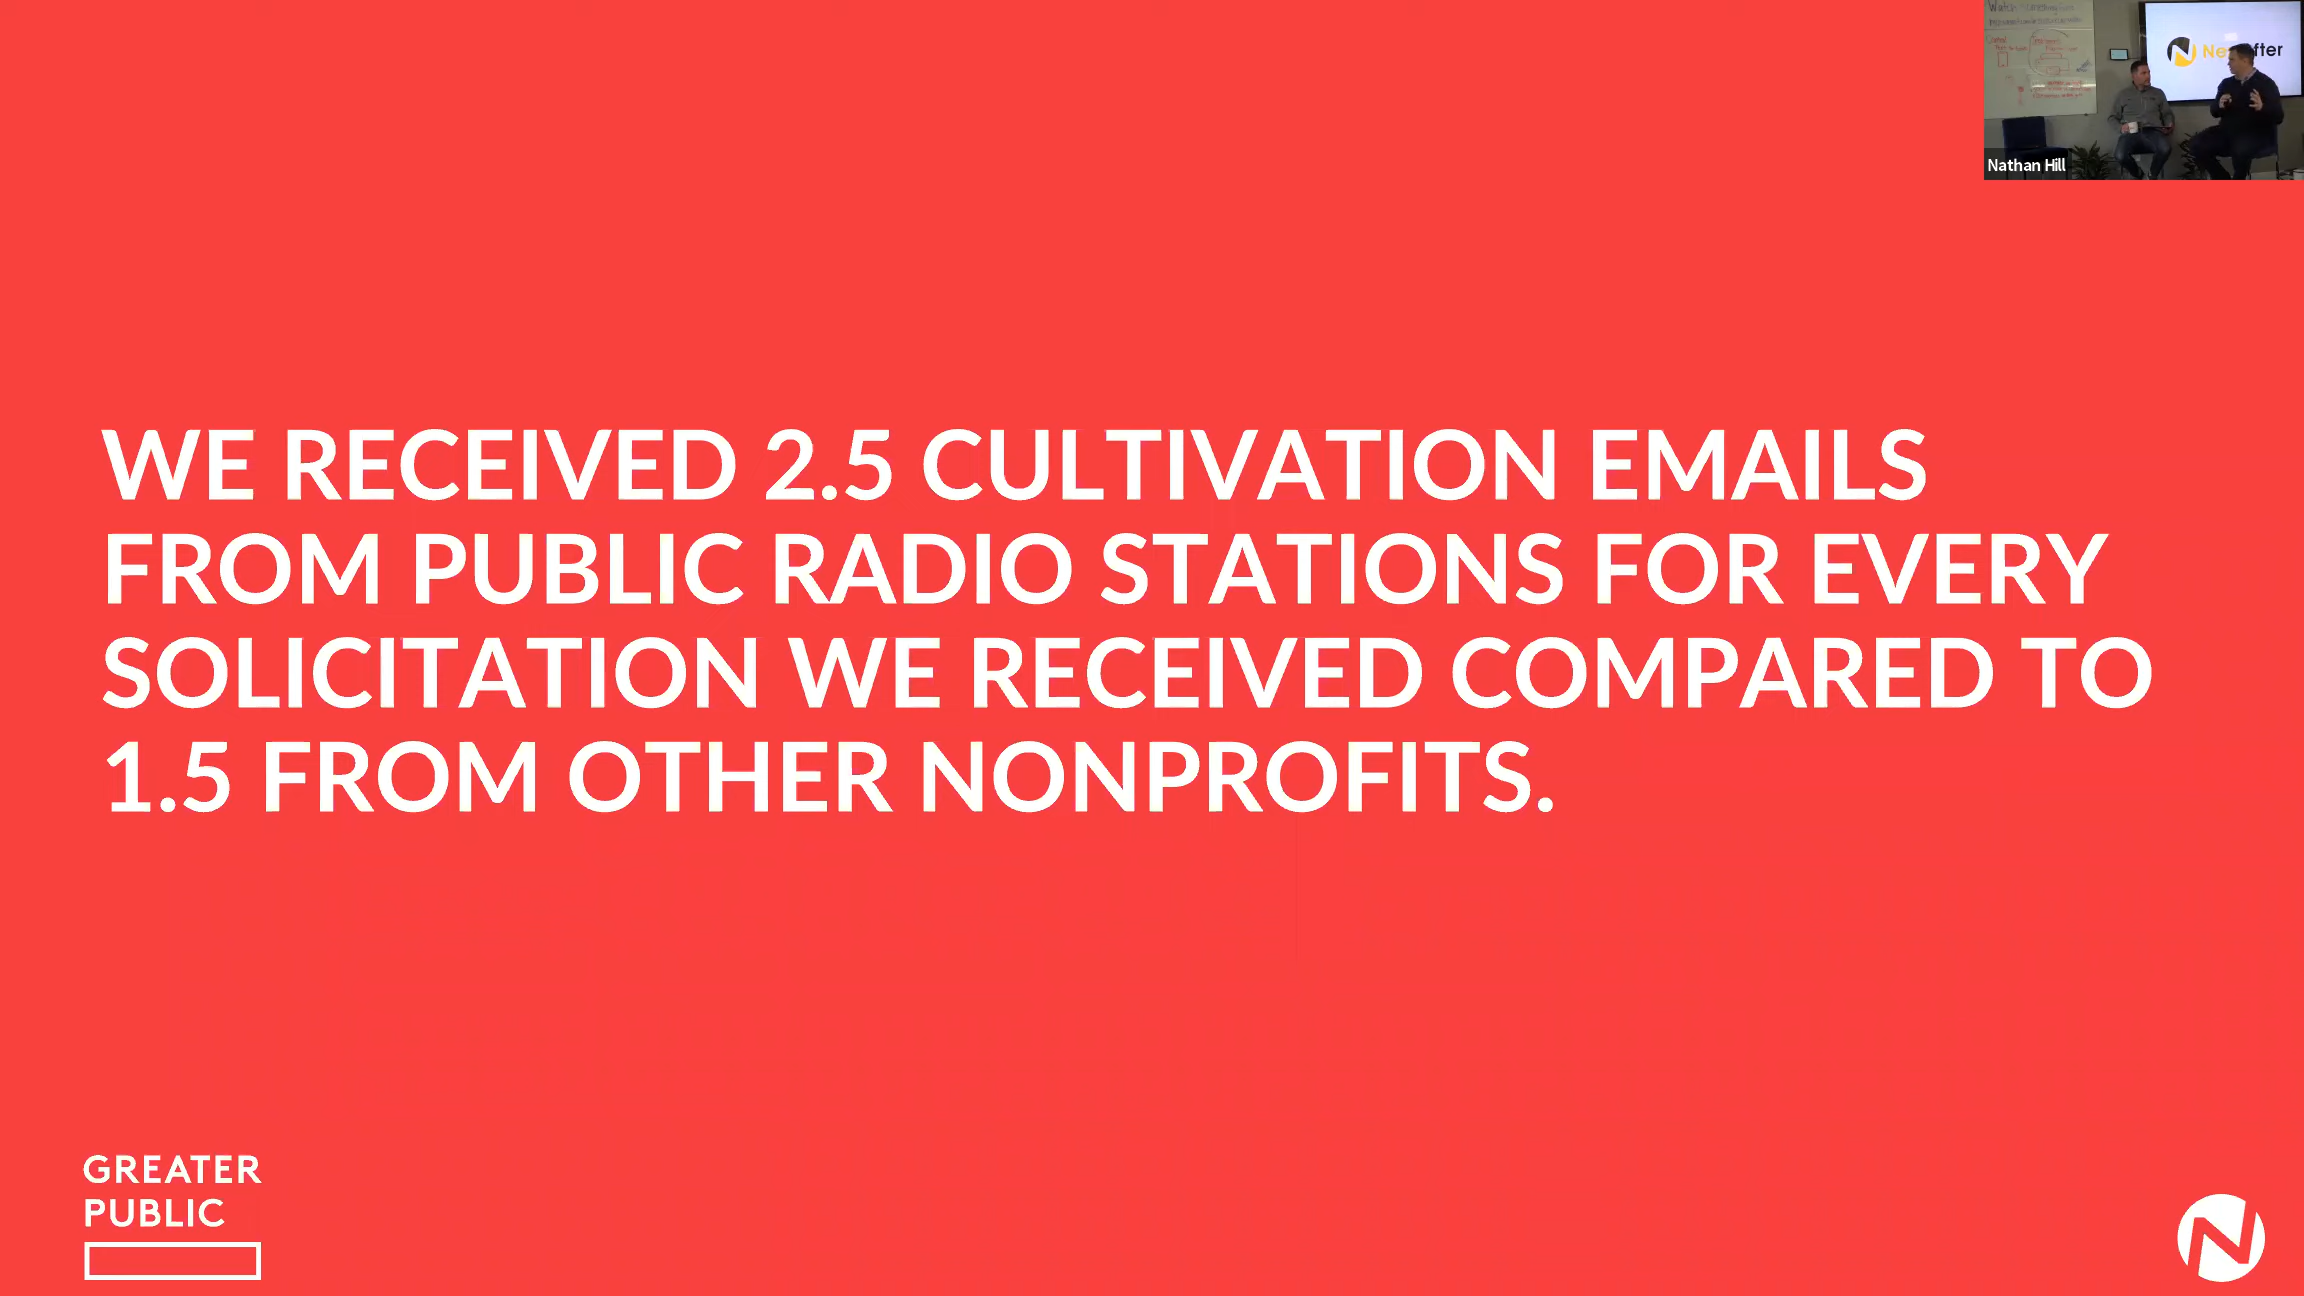 WE RECEIVED 2.5 CULTIVATION EMAILS
FROM PUBLIC RADIO STATIONS FOR EVERY
SOLICITATION WE RECEIVED COMPARED TO
1.5 FROM OTHER NONPROFITS.
GREATER
PUBLIC
Nathan Hill